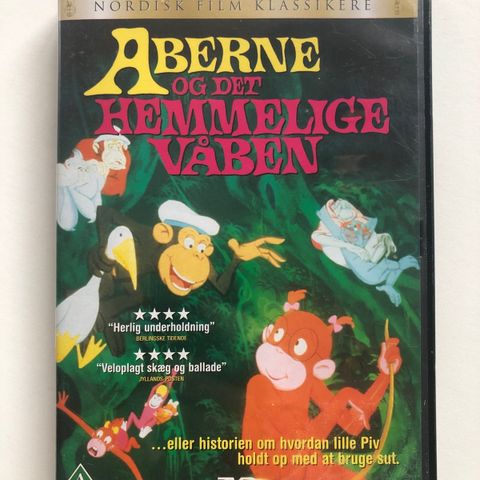 NORDISK FILM KLASSIKERE
ABERNE
OG DET
HEMMELIGE
VÅBEN
"Herlig underholdning"
BERLINGSKE TIDENDE
"Veloplagt skæg og ballade"
JYLLANDS POSTEN
...eller historien om hvordan lille Piv
holdt op med at bruge sut.
A